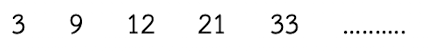 3 9 12 21 33 ..........